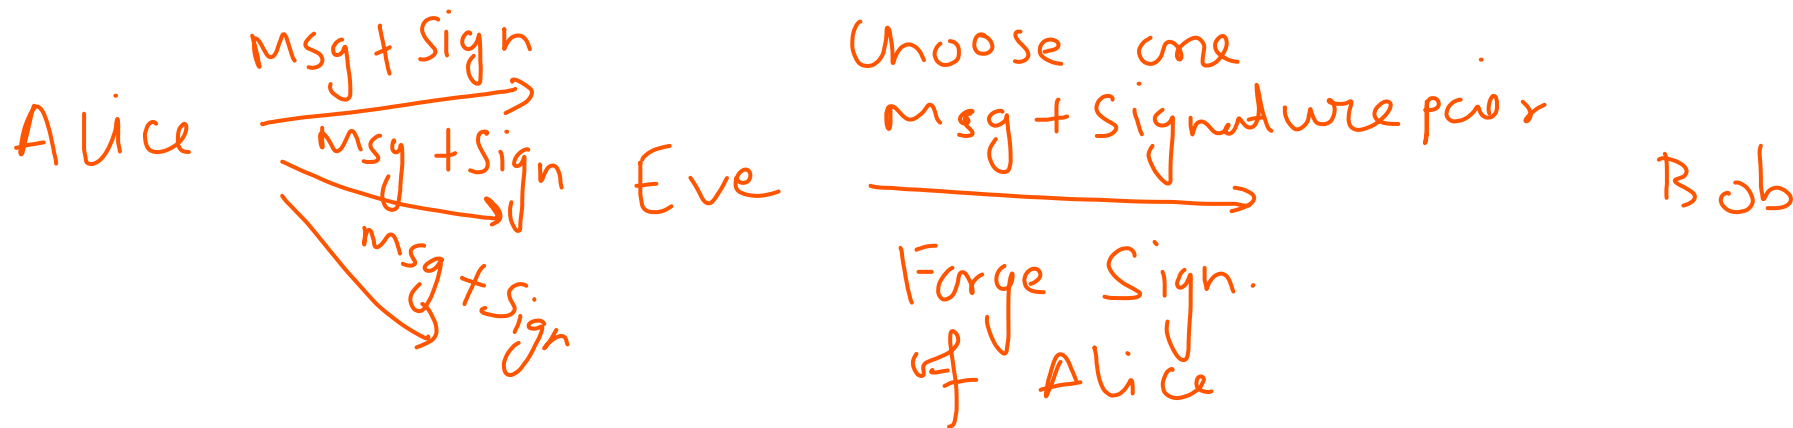 Alice
Msg + Sign
Msg + Sign
Msg + Sign
Eve
Choose one
Msg + Signature pair
Forge Sign.
of Alice
Bob